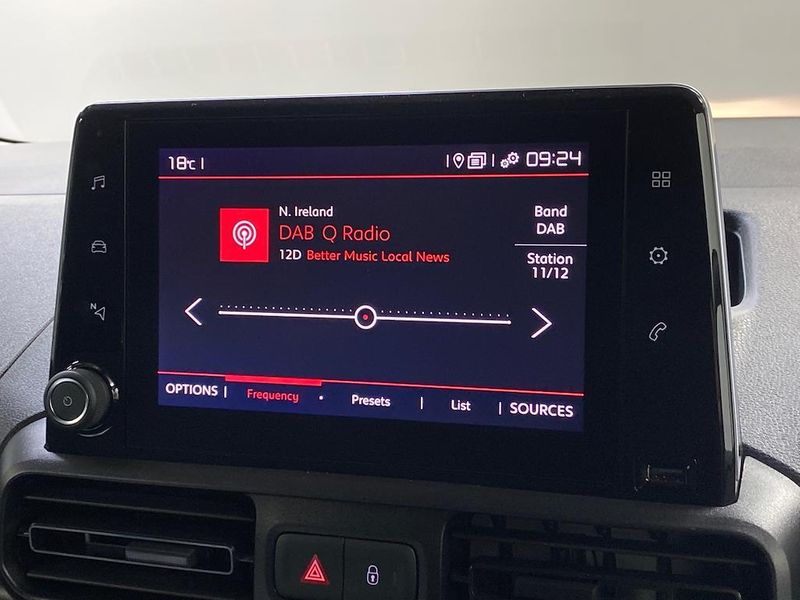 18°C
09:24
N. Ireland
DAB Q Radio
12D Better Music Local News
Band
DAB
Station
11/12
N
OPTIONS
Frequency
Presets
List
SOURCES